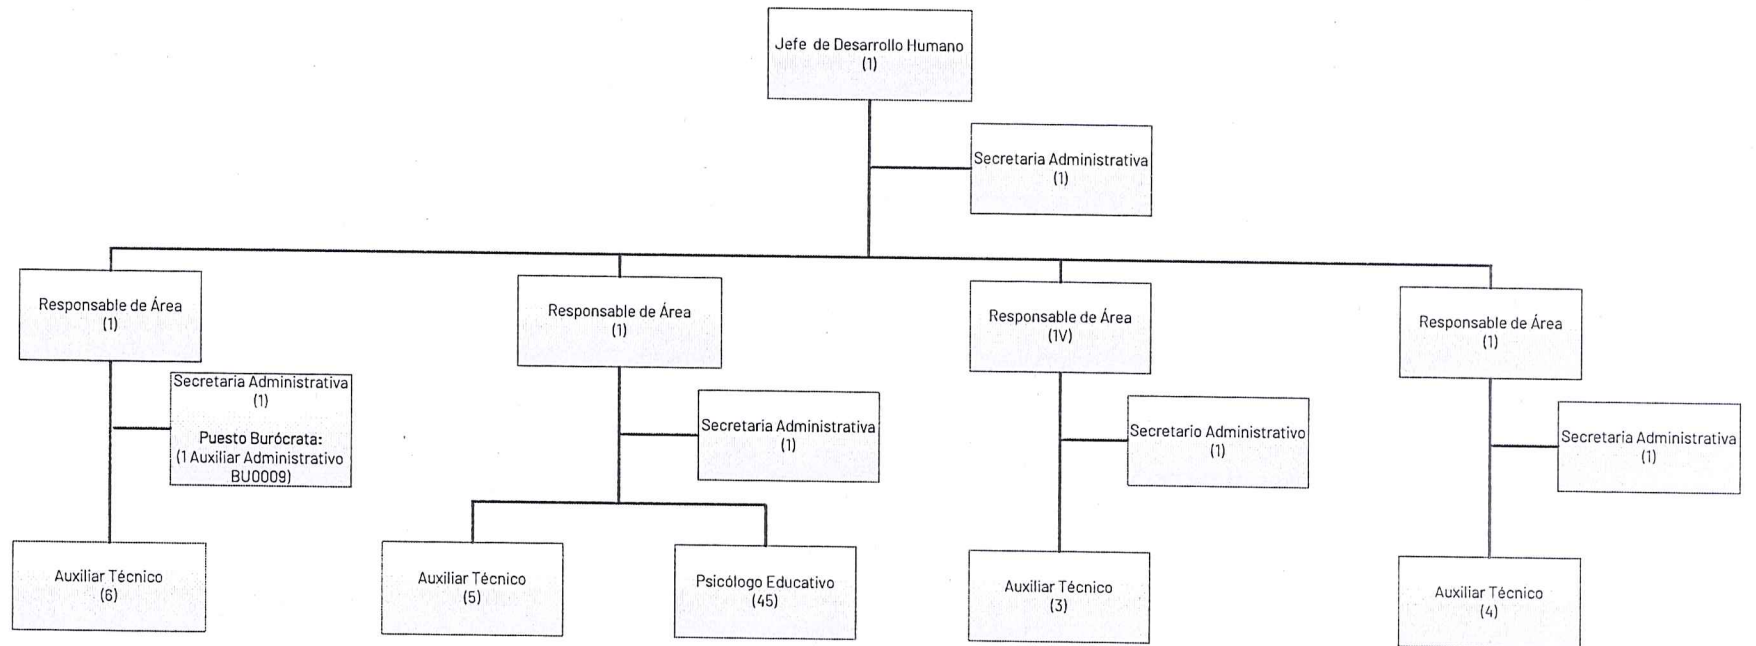 Jefe de Desarrollo Humano
(1)
Secretaria Administrativa
(1)
Responsable de Área
(1)
Responsable de Área
(1)
Responsable de Área
(1V)
Responsable de Área
(1)
Secretaria Administrativa
(1)
Puesto Burócrata:
(1 Auxiliar Administrativo
BU0009)
Secretaria Administrativa
(1)
Secretario Administrativo
(1)
Secretaria Administrativa
(1)
Auxiliar Técnico
(6)
Auxiliar Técnico
(5)
Psicólogo Educativo
(45)
Auxiliar Técnico
(3)
Auxiliar Técnico
(4)